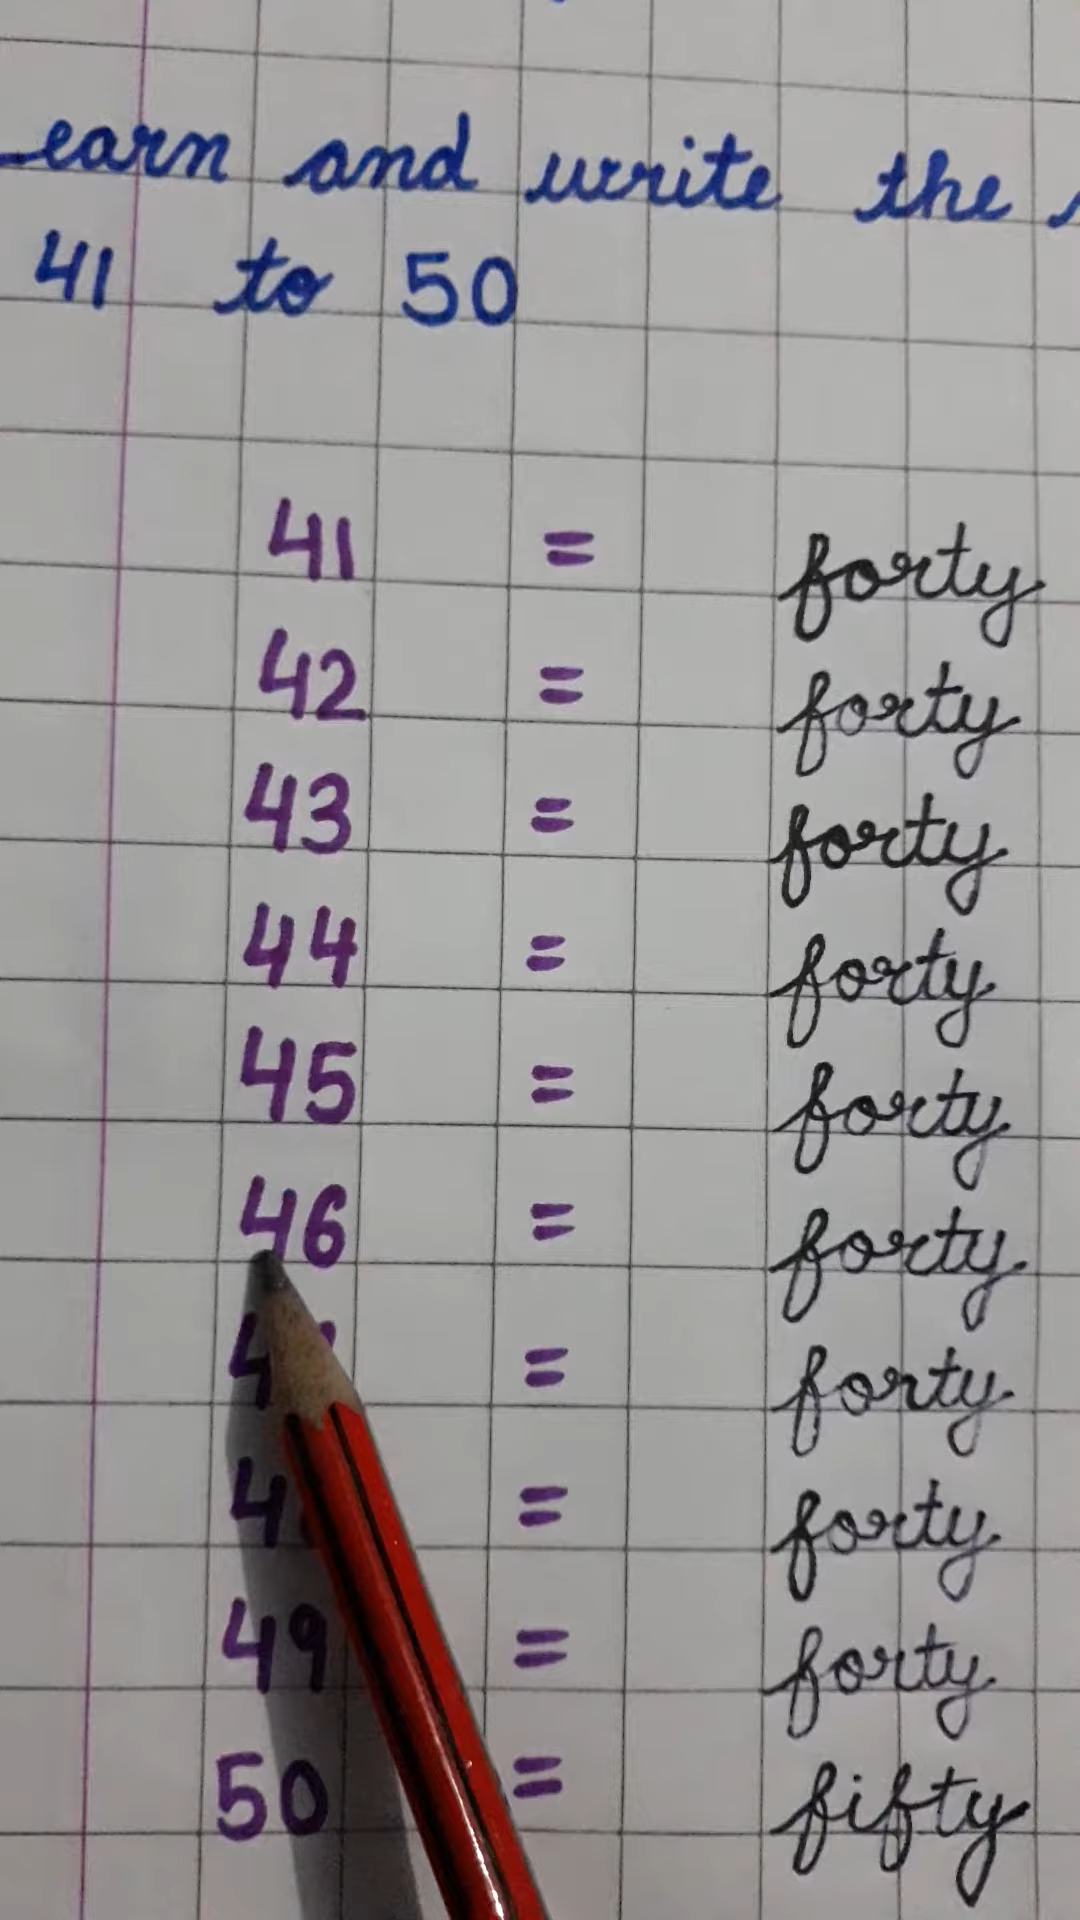 earn and write the
41 to 50
41 = forty
42 = forty
43 = forty
44 = forty
45 = forty
46 = forty
= forty
= forty
49 = forty
50 = fifty